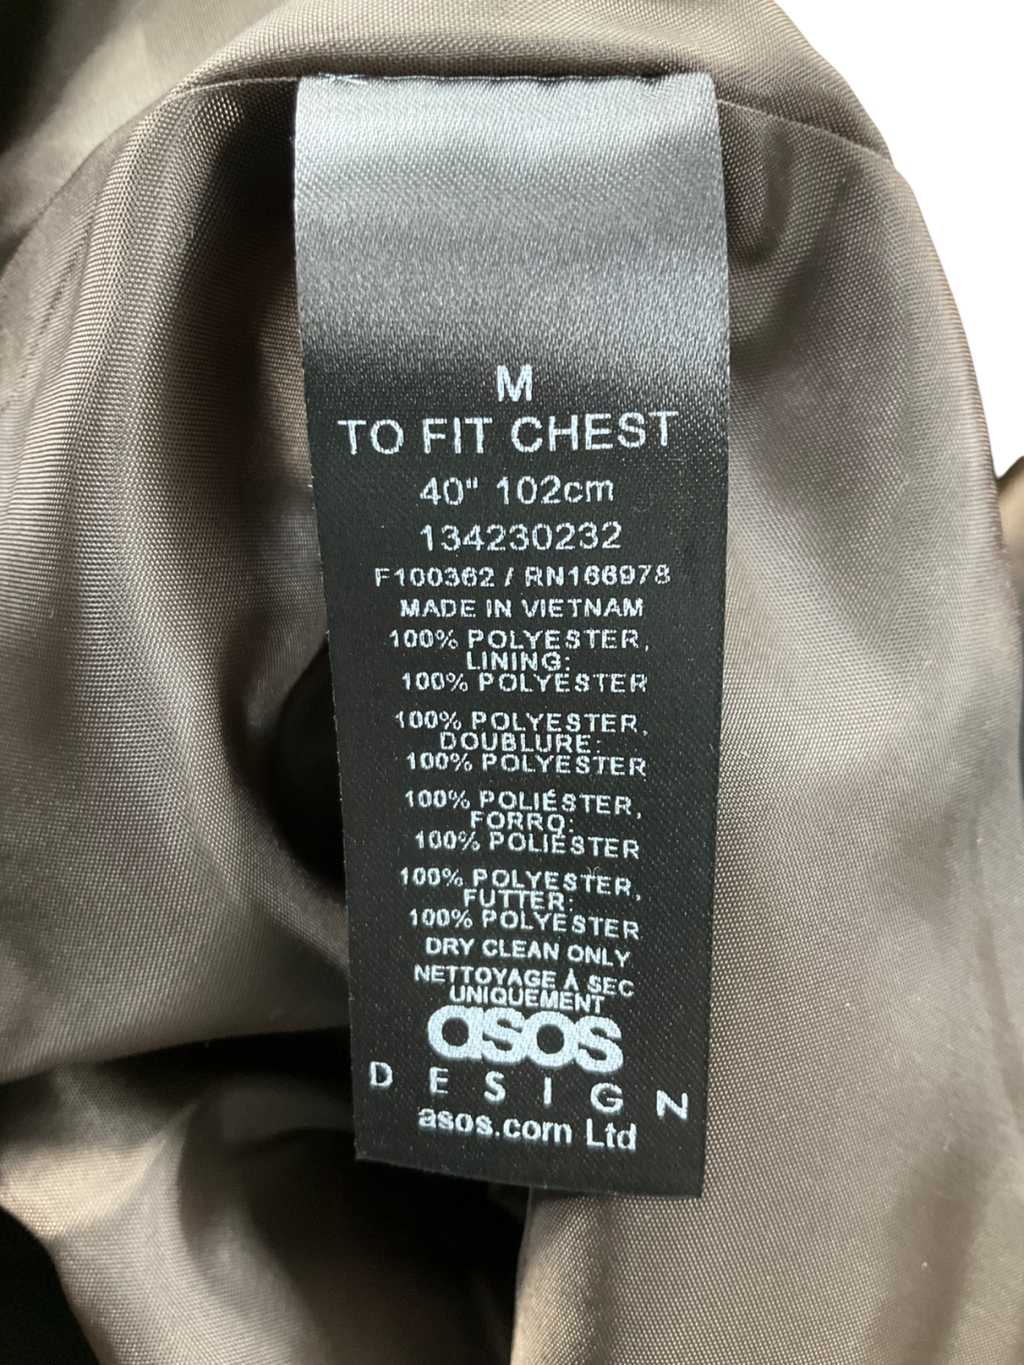 M
TO FIT CHEST
40" 102cm
134230232
F100362 / RN166978
MADE IN VIETNAM
100% POLYESTER,
LINING:
100% POLYESTER
100% POLYESTER,
DOUBLURE:
100% POLYESTER
100% POLIÉSTER,
FORRO:
100% POLIÉSTER
100% POLYESTER,
FUTTER:
100% POLYESTER
DRY CLEAN ONLY
NETTOYAGE À SEC
UNIQUEMENT
asos
DESIGN
asos.com Ltd